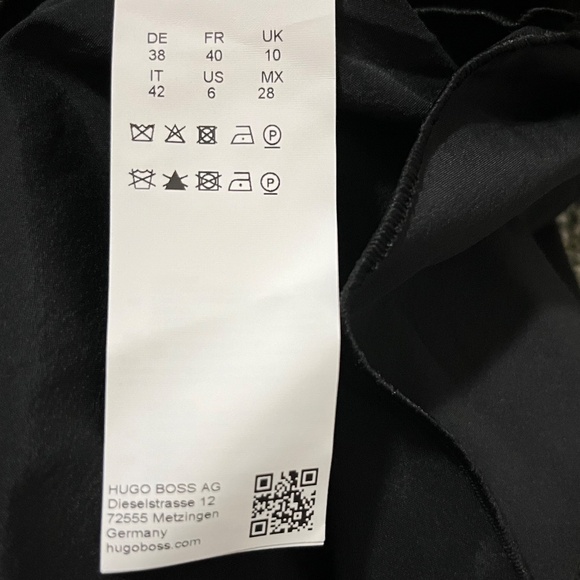 DE FR UK
38 40 10
IT US MX
42 6 28
P
P
HUGO BOSS AG
Dieselstrasse 12
72555 Metzingen
Germany
hugoboss.com